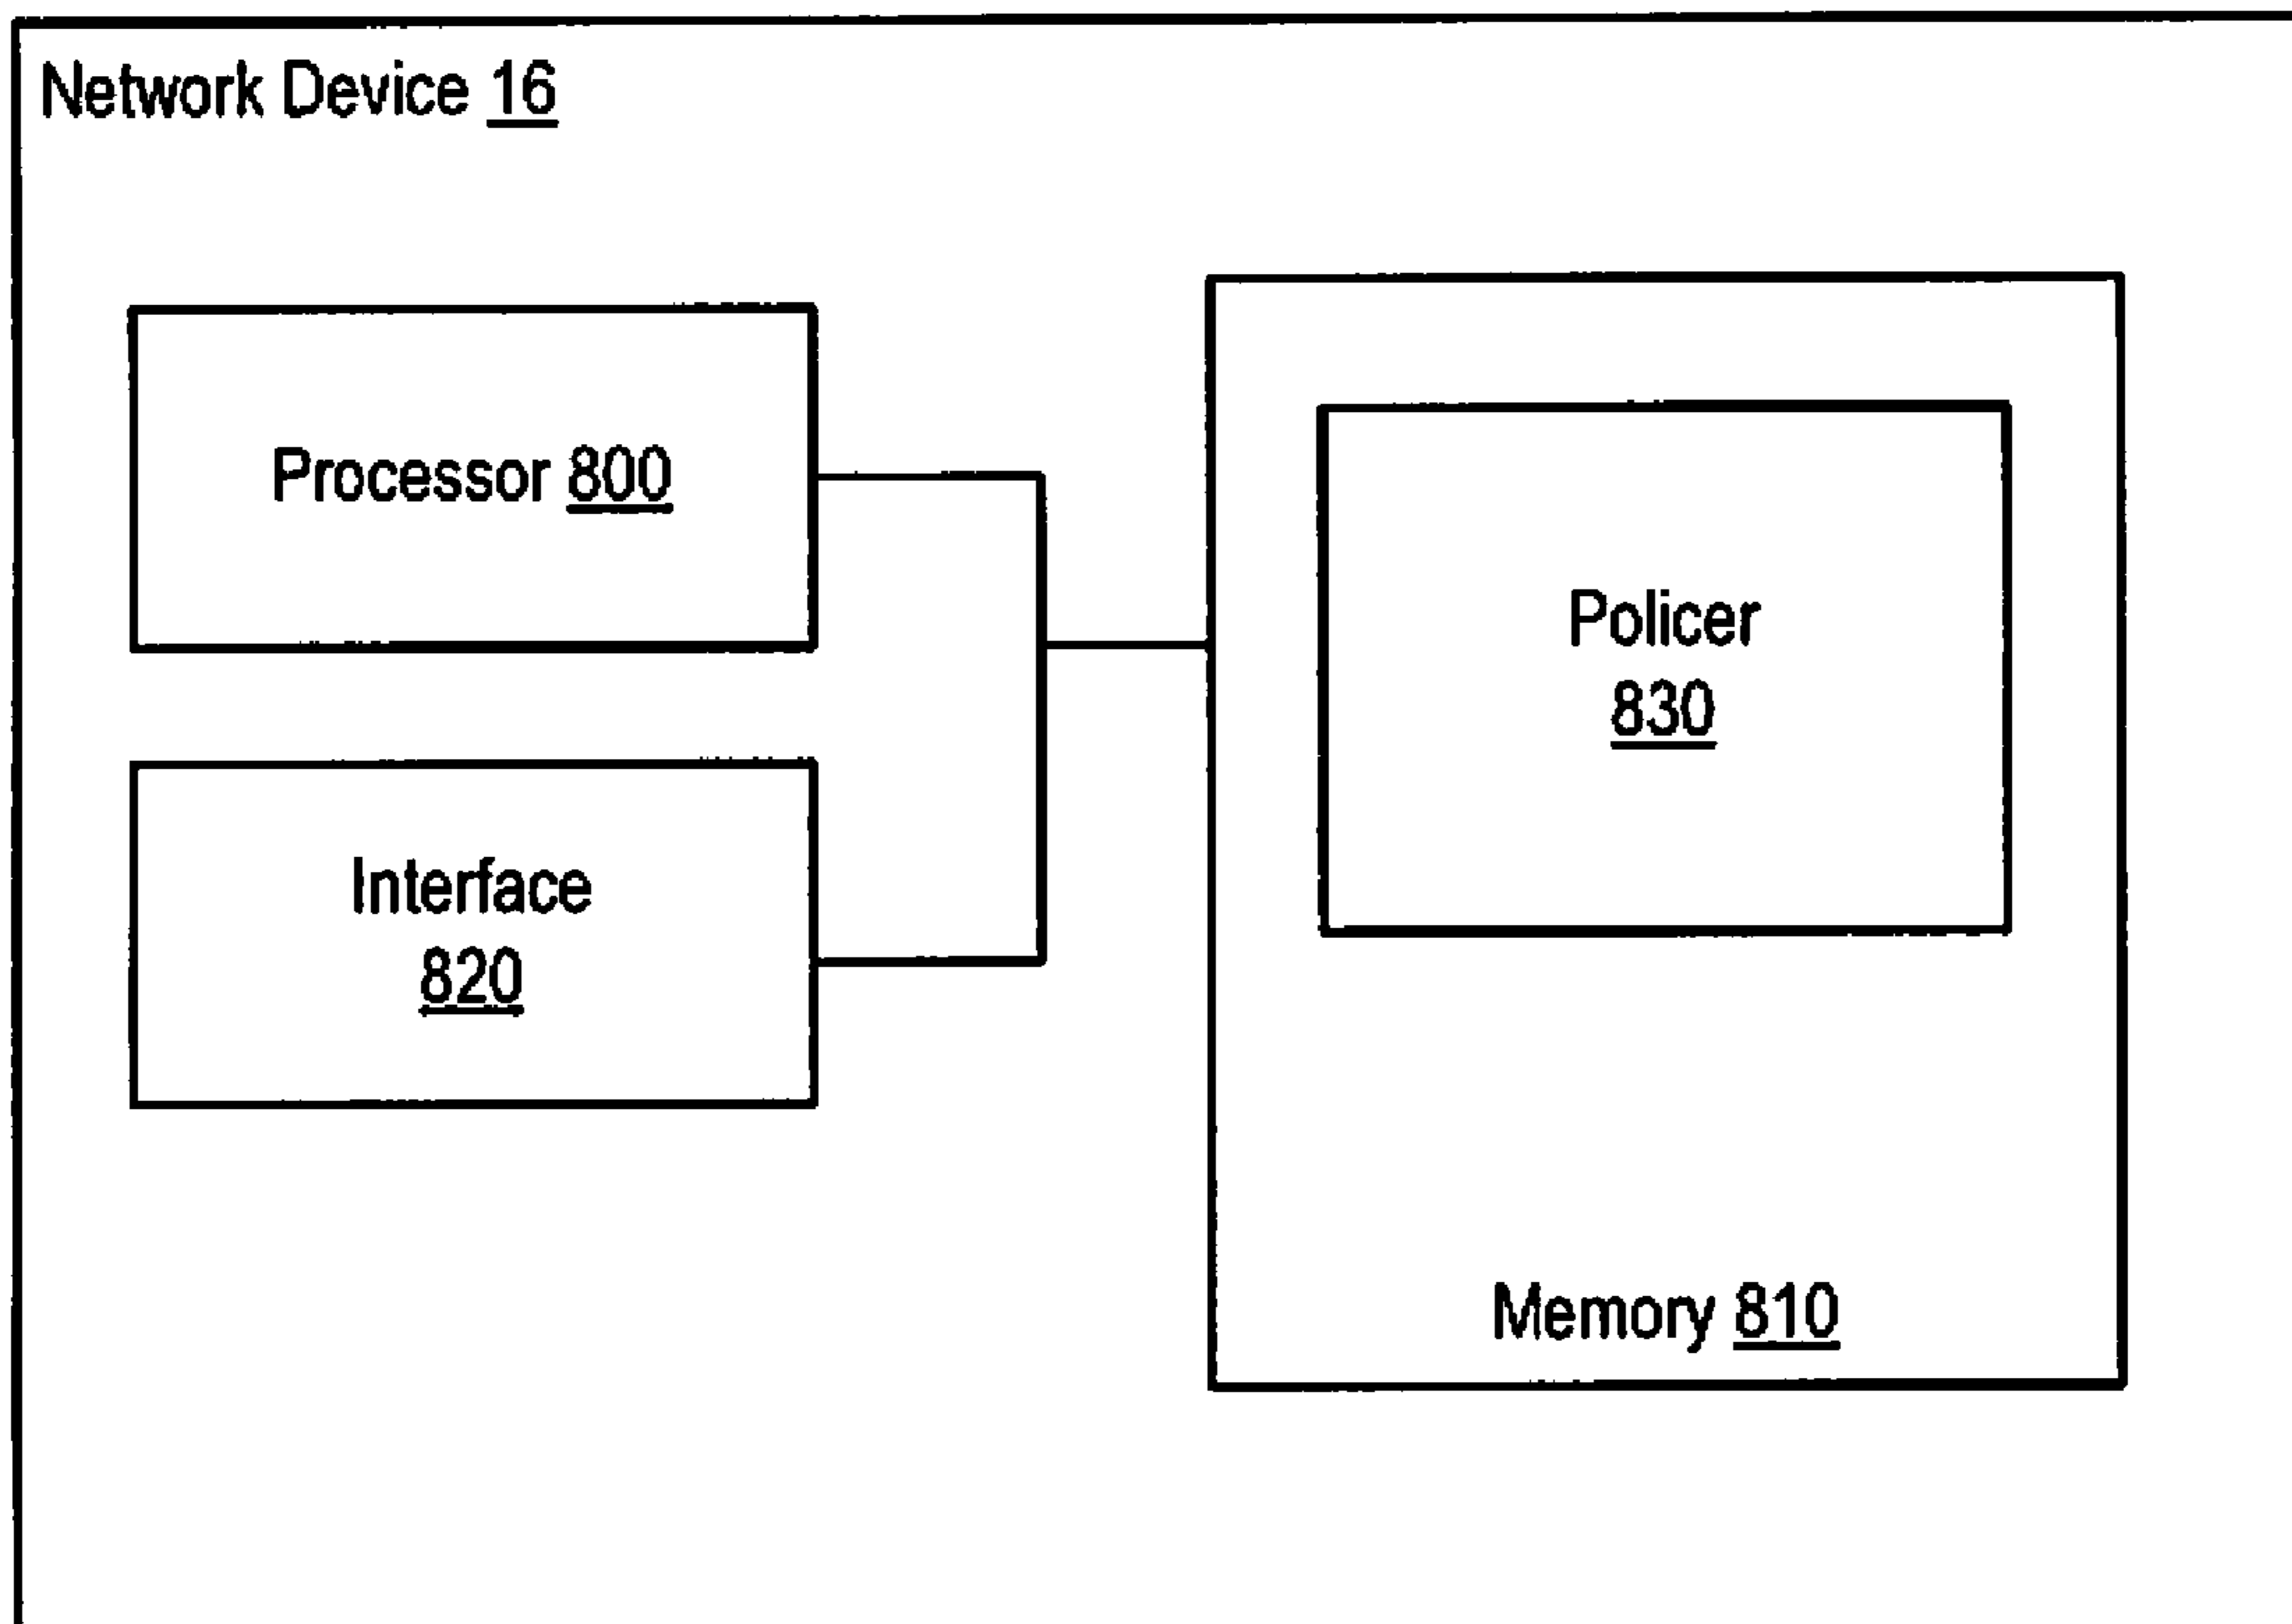 Network Device 16
Processor 800
Policer
830
Interface
820
Memory 810